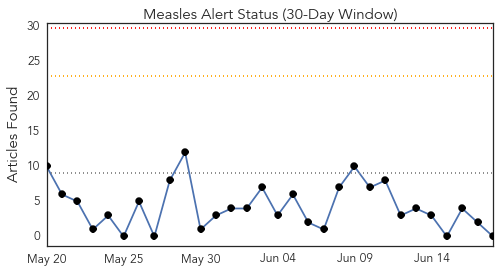 Measles Alert Status (30-Day Window)
Articles Found
30
25
20
15
10
5
0
May 20
May 25
May 30
Jun 04
Jun 09
Jun 14